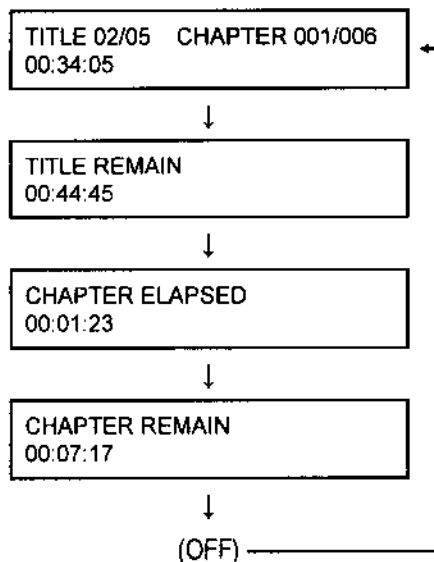 TITLE 02/05 CHAPTER 001/006
00:34:05
TITLE REMAIN
00:44:45
CHAPTER ELAPSED
00:01:23
CHAPTER REMAIN
00:07:17
(OFF)